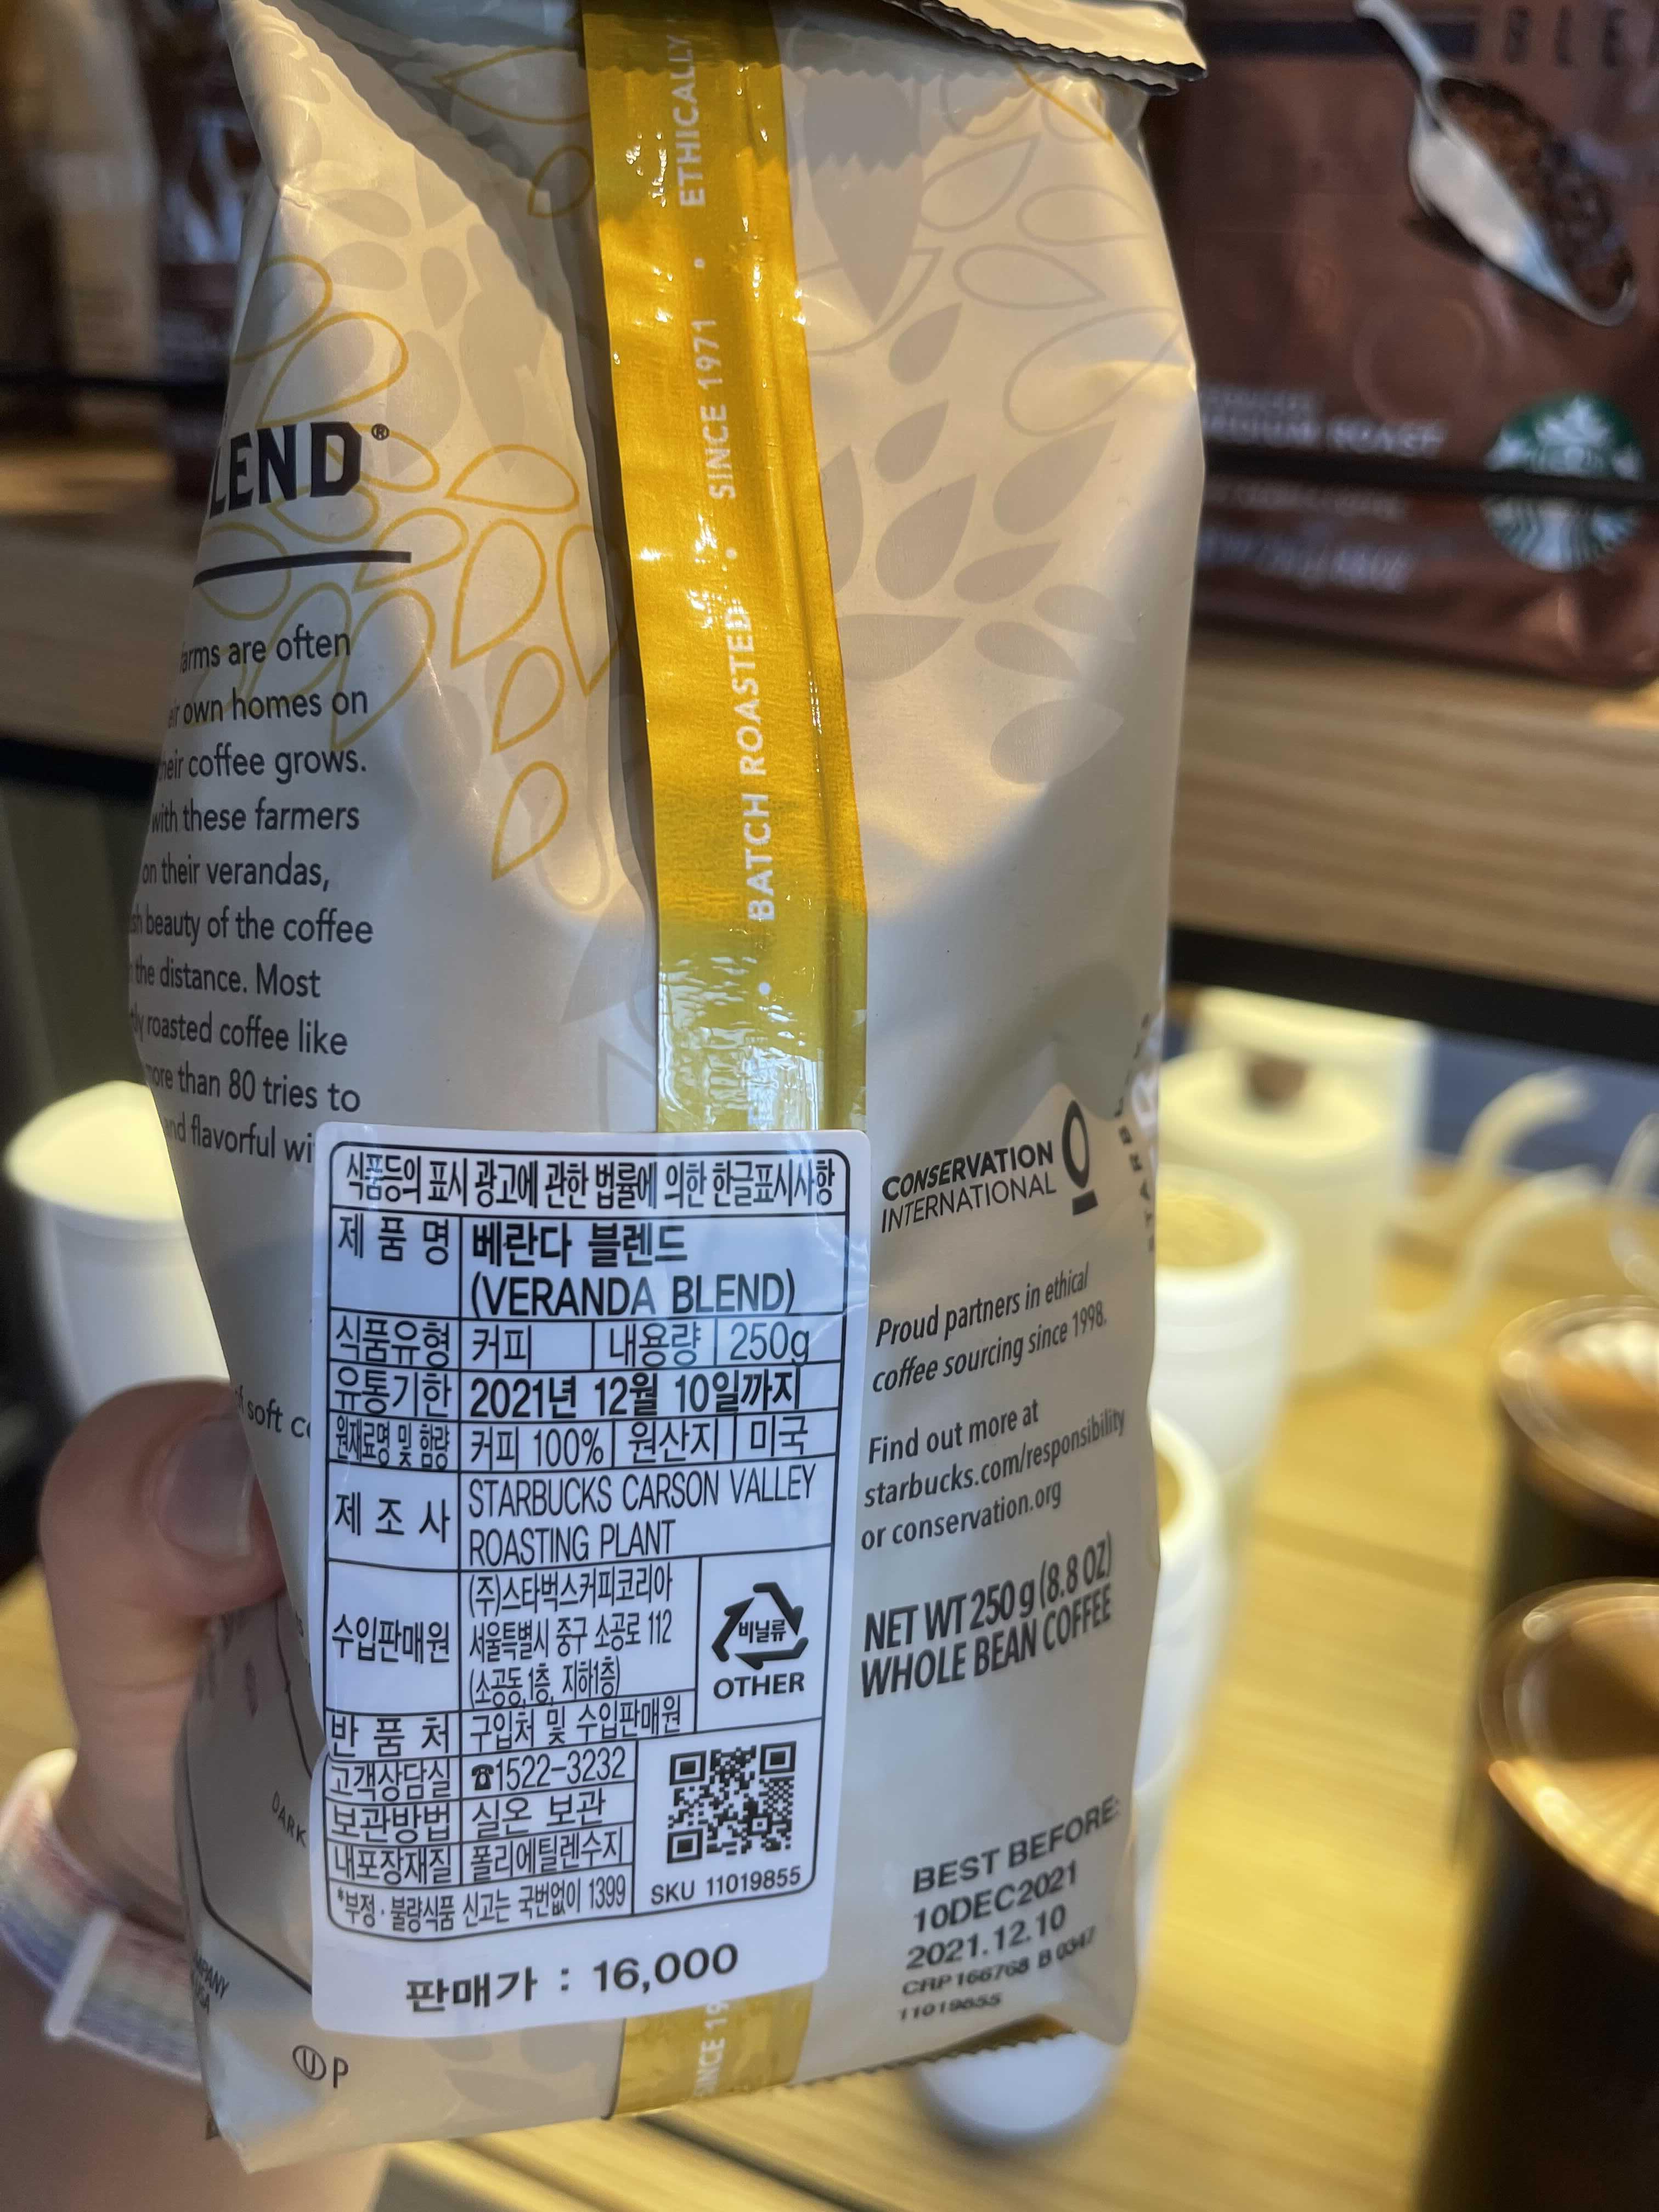 BLE
MEDIUM ROAST
ETHICALLY
• SINCE 1971 •
• BATCH ROASTED •
LEND®
are often
own homes on
coffee grows.
with these farmers
on their verandas,
beauty of the coffee
the distance. Most
roasted coffee like
than 80 tries to
flavorful
soft
식품등의 표시 광고에 관한 법률에 의한 한글표시사항
제 품 명 베란다 블렌드
(VERANDA BLEND)
식품유형 커피 내용량 250g
유통기한 2021년 12월 10일까지
원재료명 및 함량 커피 100% 원산지 미국
제 조 사 STARBUCKS CARSON VALLEY
ROASTING PLANT
수입판매원 (주)스타벅스커피코리아
서울특별시 중구 소공로 112
(소공동,1층, 지하1층)
비닐류
OTHER
반 품 처 구입처 및 수입판매원
고객상담실 ☎1522-3232
보관방법 실온 보관
내포장재질 폴리에틸렌수지
*부정·불량식품 신고는 국번없이 1399
SKU 11019855
판매가 : 16,000
CONSERVATION
INTERNATIONAL
Proud partners in ethical
coffee sourcing since 1998.
Find out more at
starbucks.com/responsibility
or conservation.org
NET WT 250 g (8.8 OZ)
WHOLE BEAN COFFEE
BEST BEFORE:
10DEC2021
2021.12.10
CRP 166768 B 0347
11019855
DARK
SINCE 19
Ⓤ P